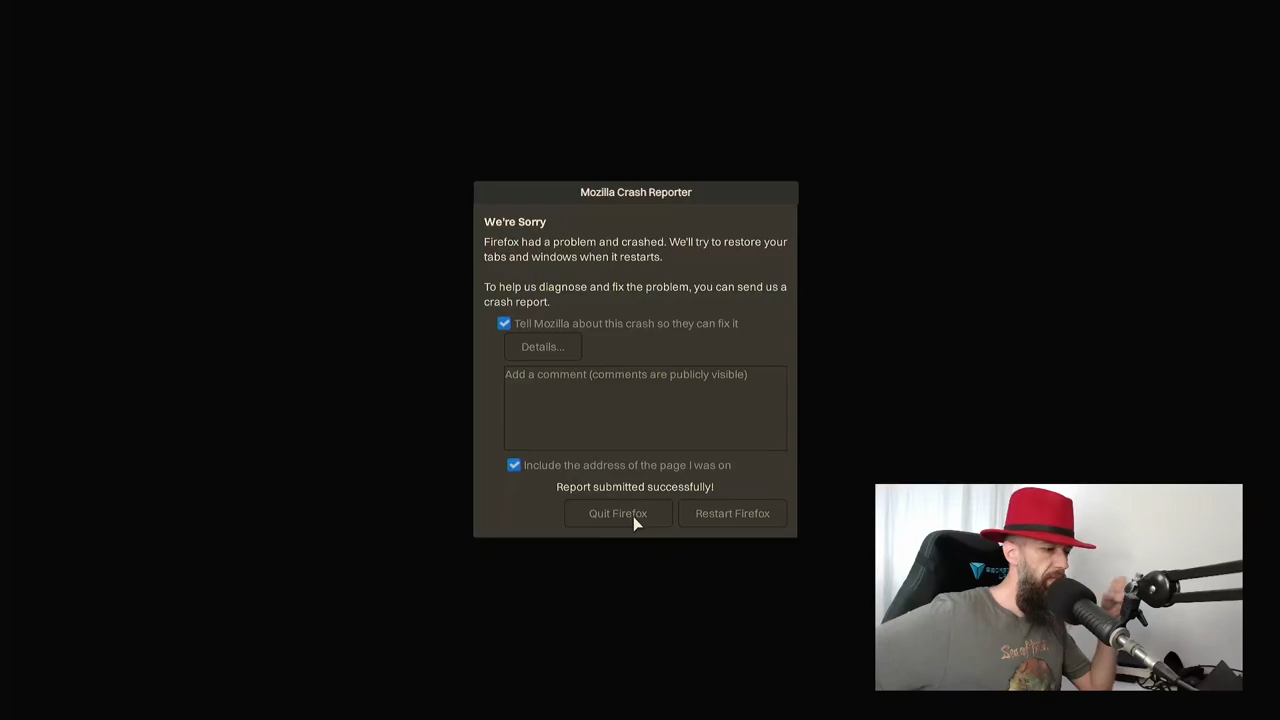 Mozilla Crash Reporter
We're Sorry
Firefox had a problem and crashed. We'll try to restore your
tabs and windows when it restarts.
To help us diagnose and fix the problem, you can send us a
crash report.
Tell Mozilla about this crash so they can fix it
Details...
Add a comment (comments are publicly visible)
Include the address of the page I was on
Report submitted successfully!
Quit Firefox
Restart Firefox